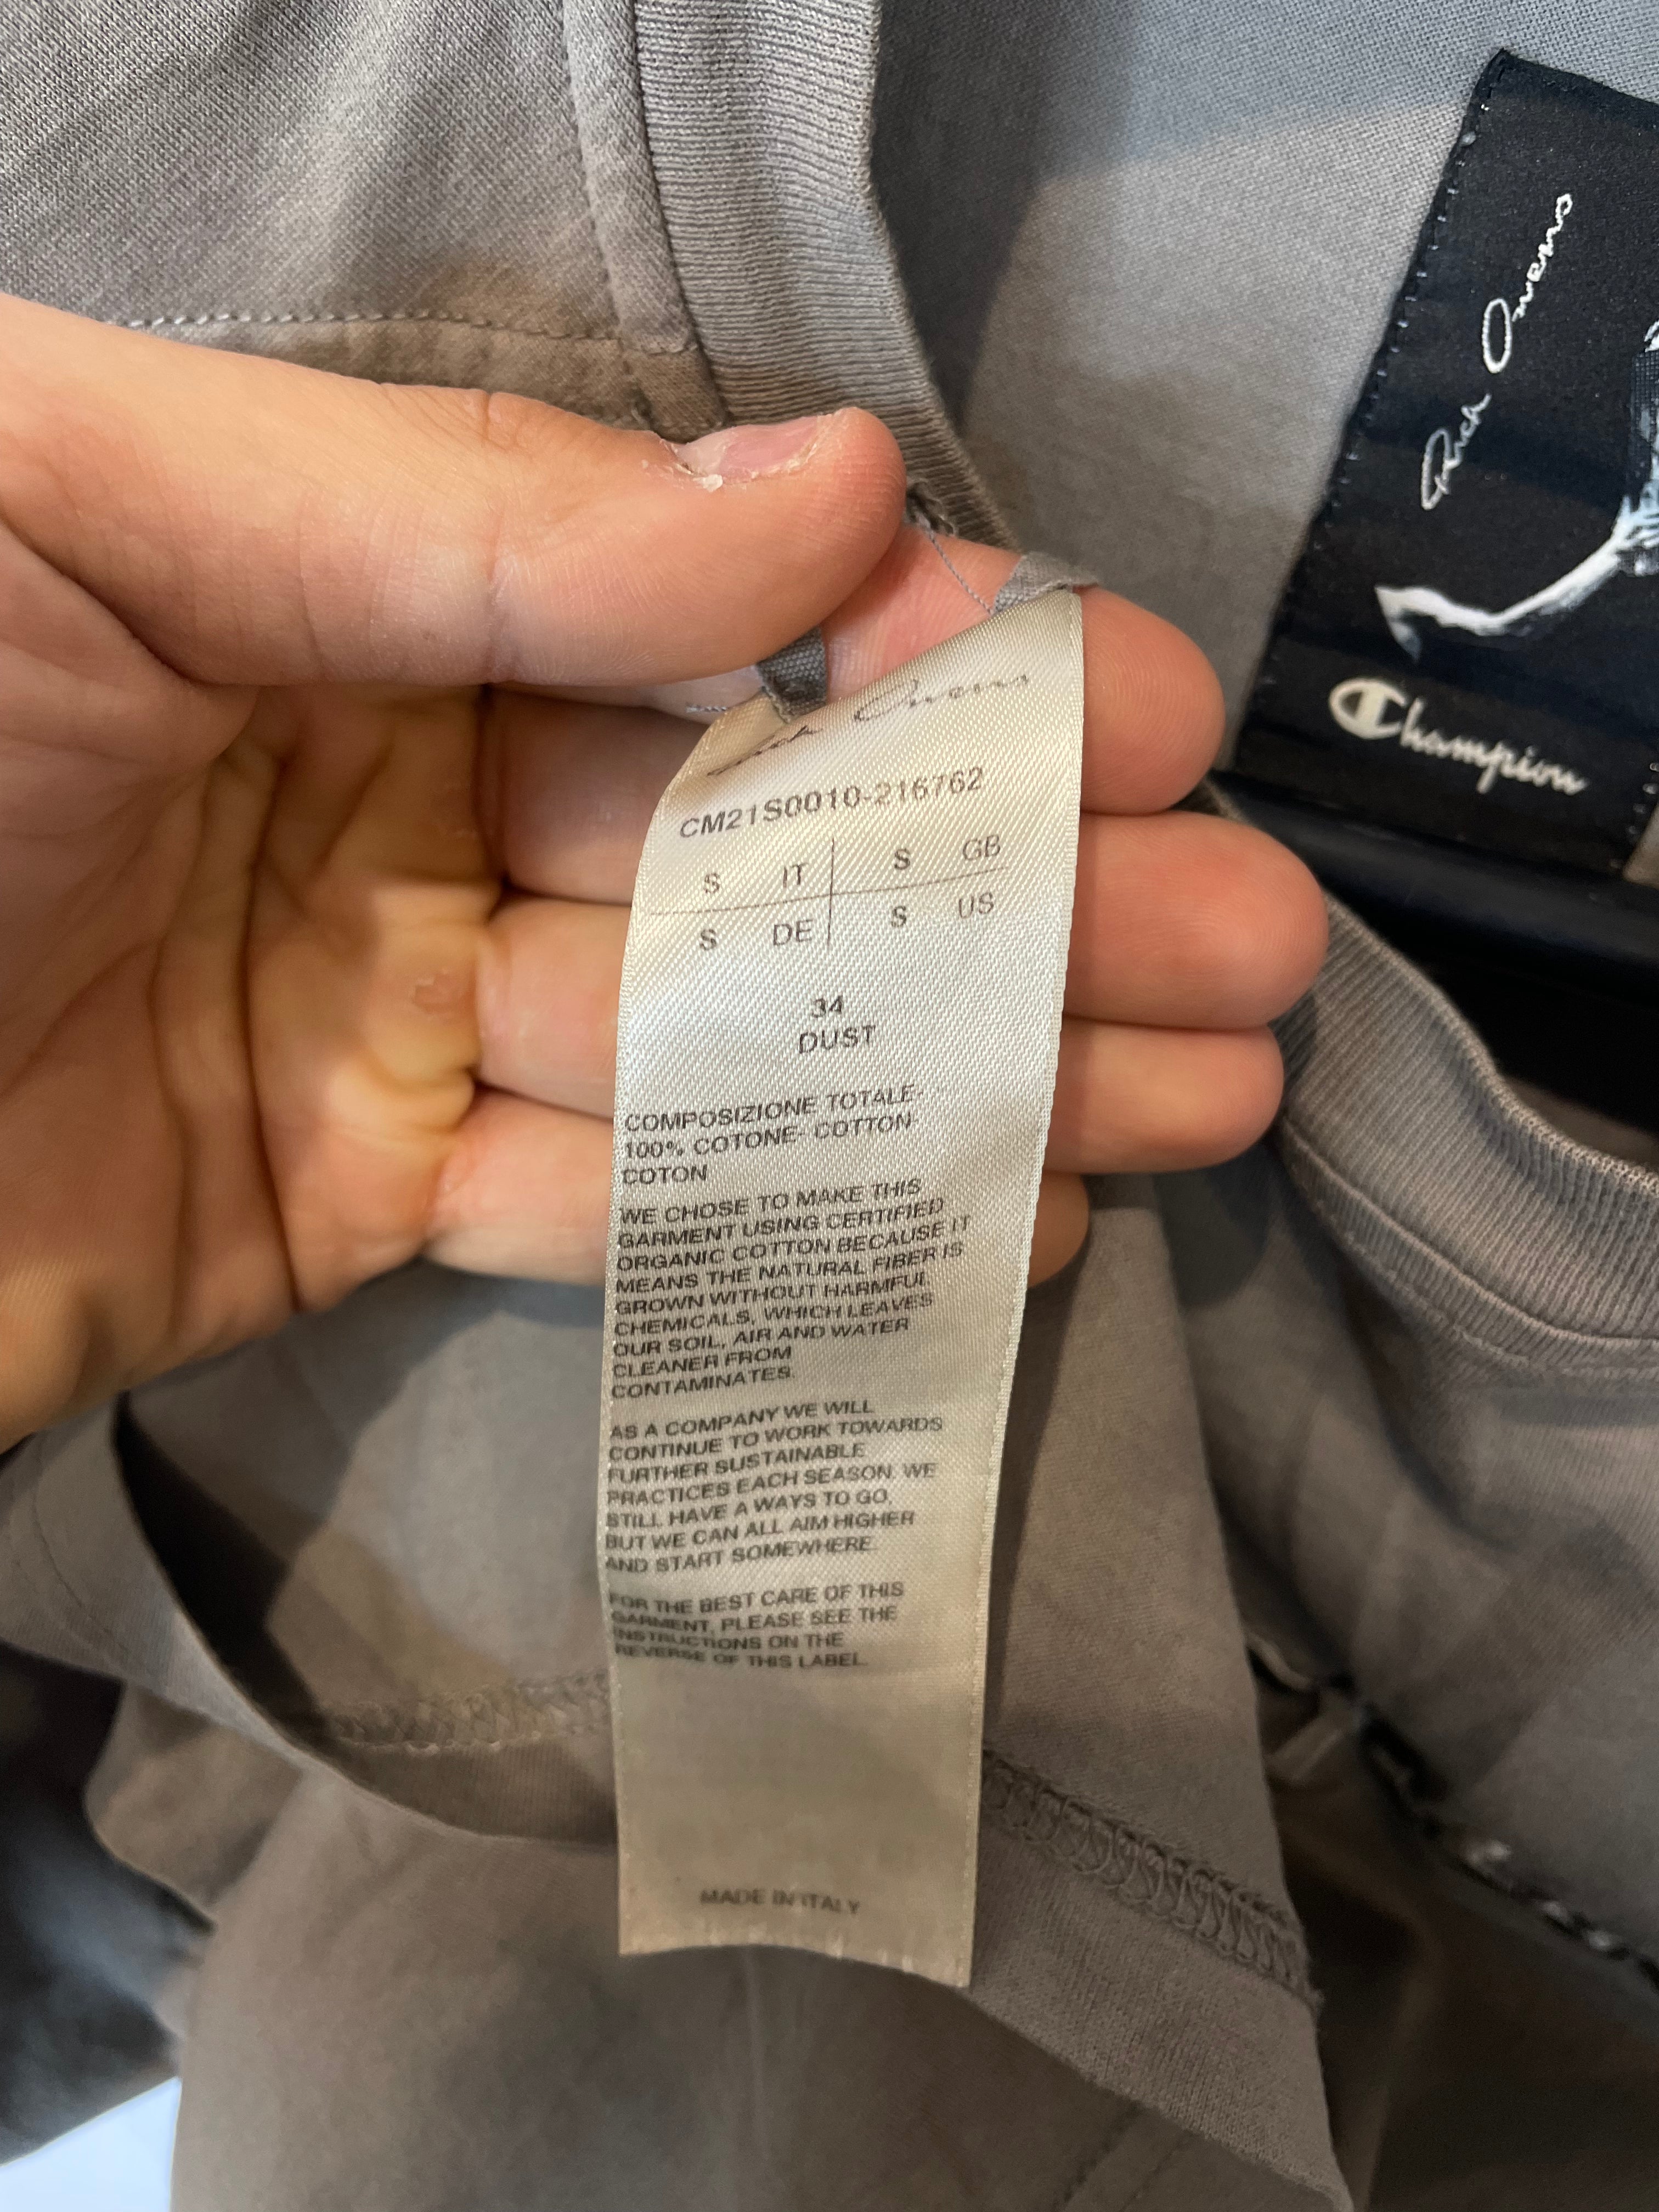 Rick Owens
Champion
Rick Owens
CM21S0010-216762
S IT S GB
S DE S US
34
DUST
COMPOSIZIONE TOTALE-
100% COTONE- COTTON
COTON
WE CHOSE TO MAKE THIS
GARMENT USING CERTIFIED
ORGANIC COTTON BECAUSE IT
MEANS THE NATURAL FIBER IS
GROWN WITHOUT HARMFUL
CHEMICALS, WHICH LEAVES
OUR SOIL, AIR AND WATER
CLEANER FROM
CONTAMINATES.
AS A COMPANY WE WILL
CONTINUE TO WORK TOWARDS
FURTHER SUSTAINABLE
PRACTICES EACH SEASON. WE
STILL HAVE A WAYS TO GO,
BUT WE CAN ALL AIM HIGHER
AND START SOMEWHERE.
FOR THE BEST CARE OF THIS
GARMENT, PLEASE SEE THE
INSTRUCTIONS ON THE
REVERSE OF THIS LABEL.
MADE IN ITALY